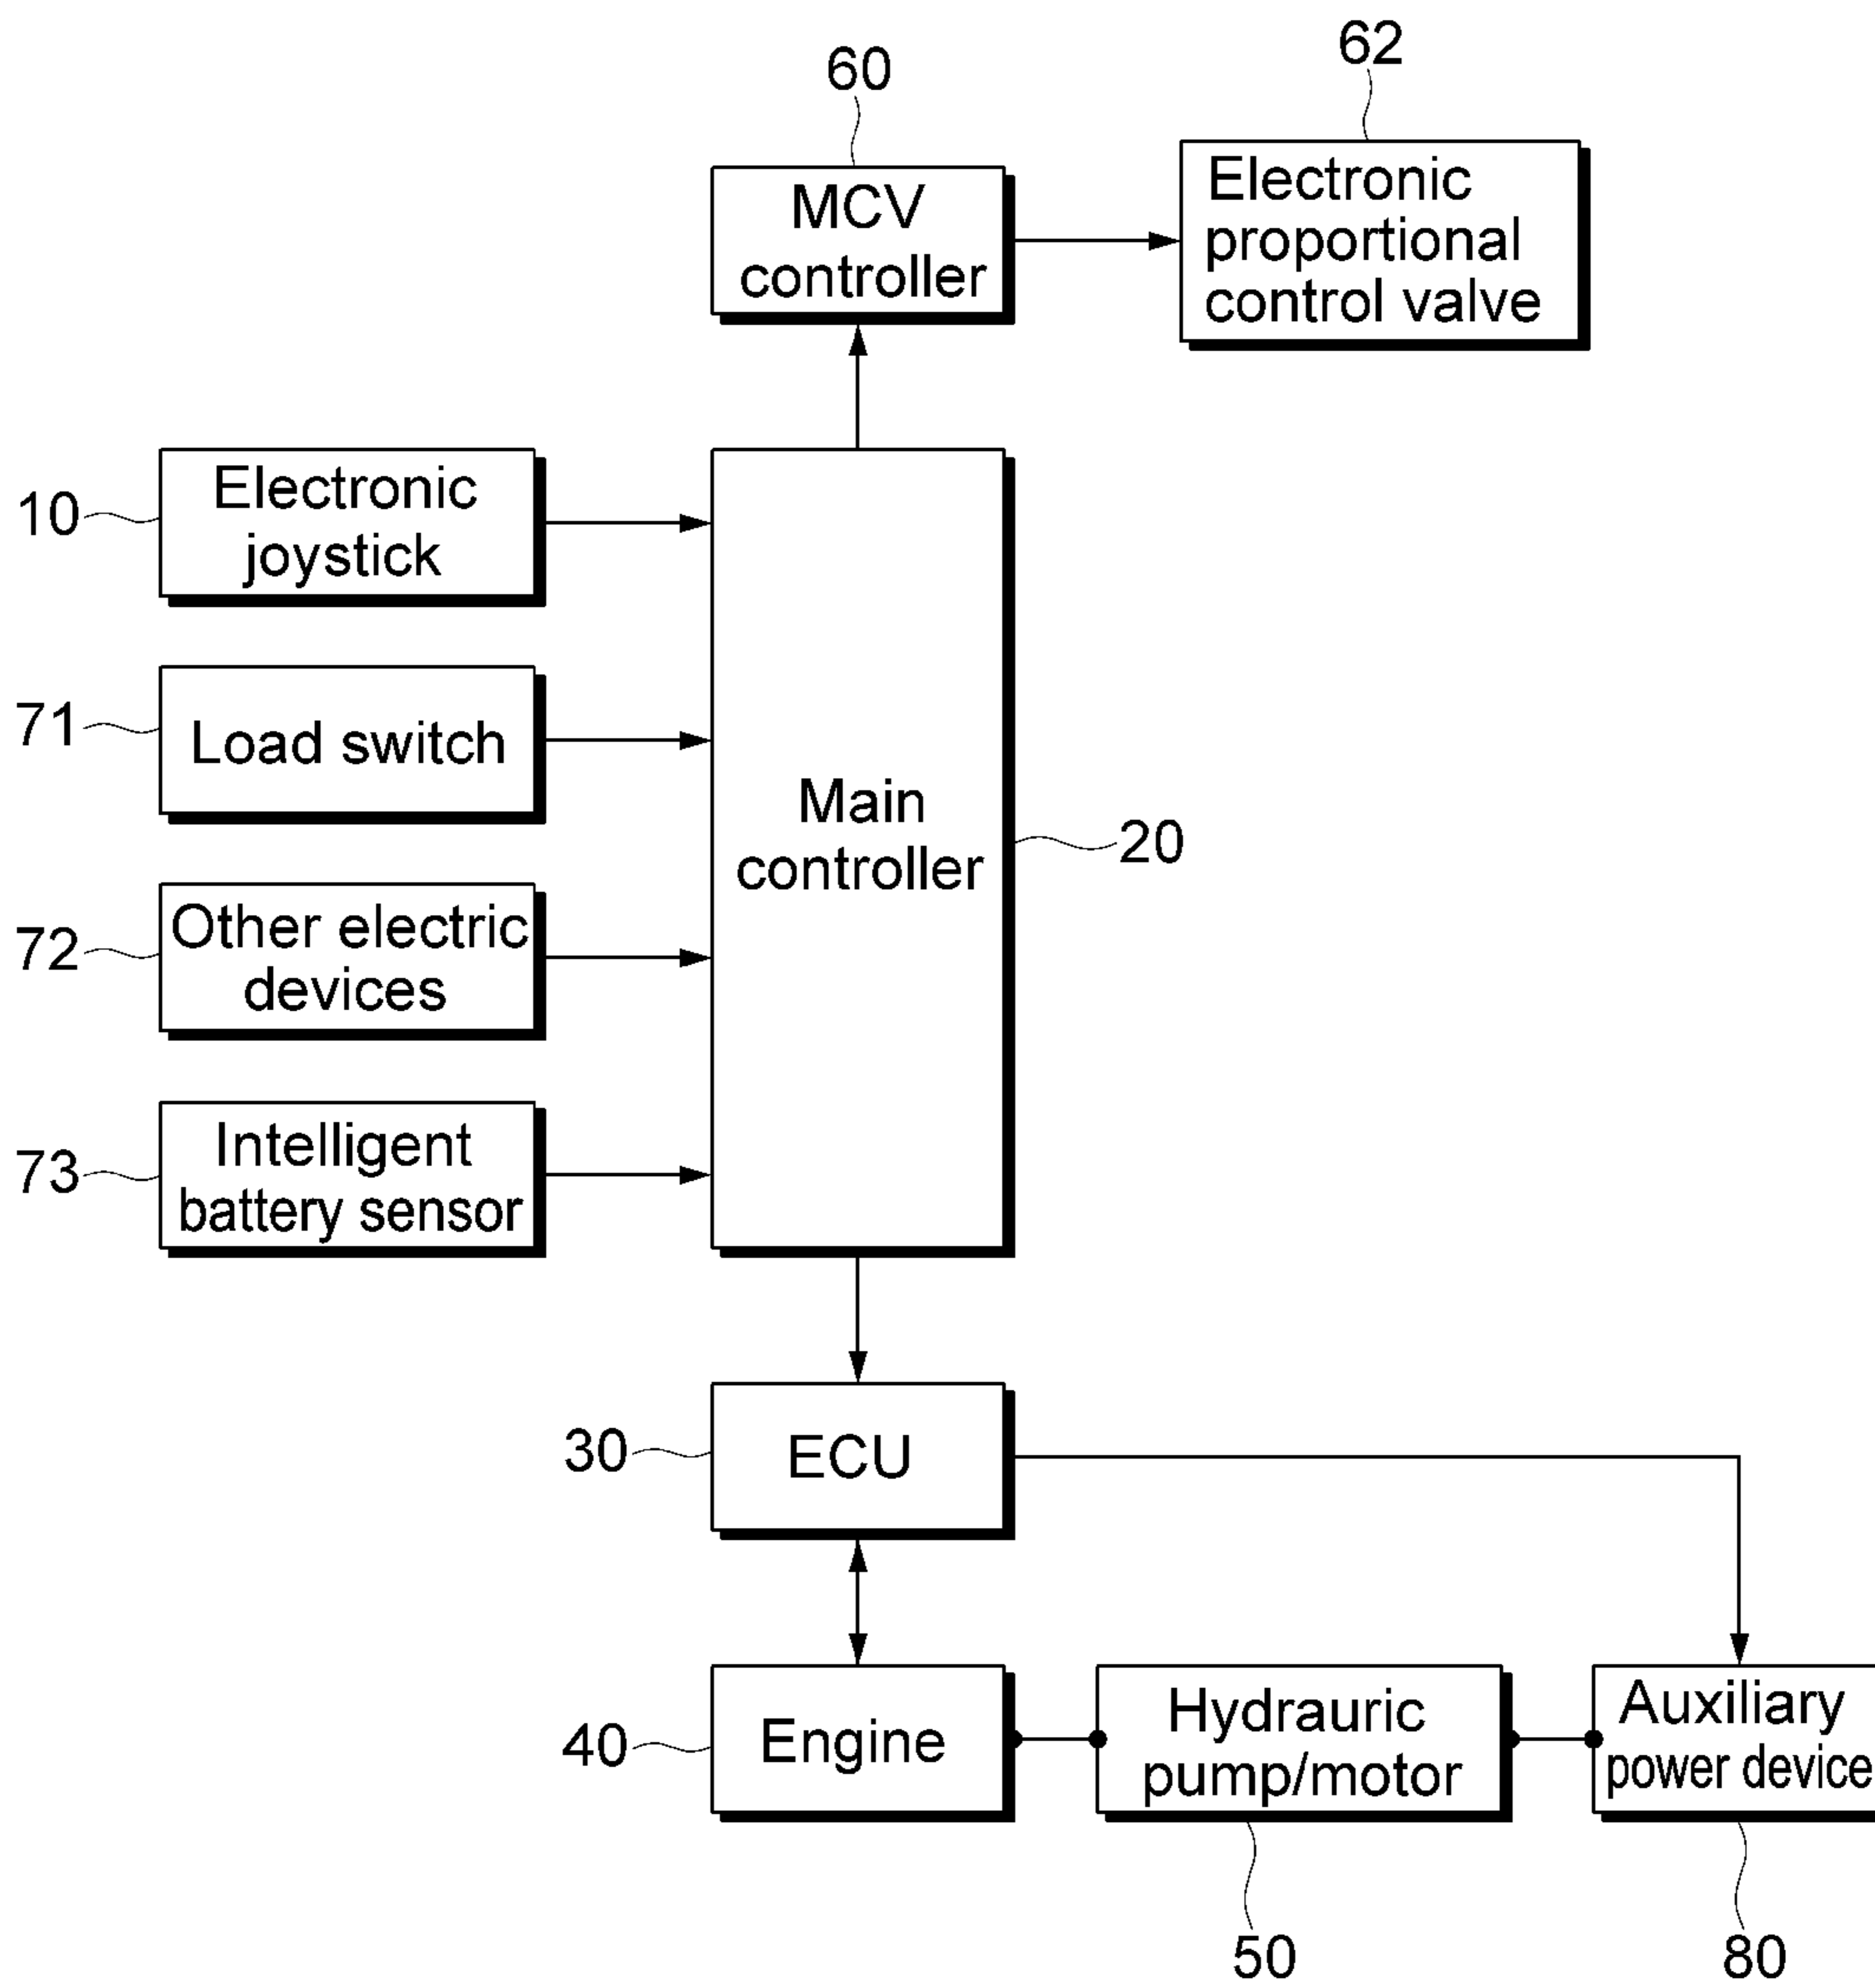 60
62
MCV
controller
Electronic
proportional
control valve
10
Electronic
joystick
71
Load switch
Main
controller
20
72
Other electric
devices
73
Intelligent
battery sensor
30
ECU
40
Engine
Hydrauric
pump/motor
Auxiliary
power device
50
80